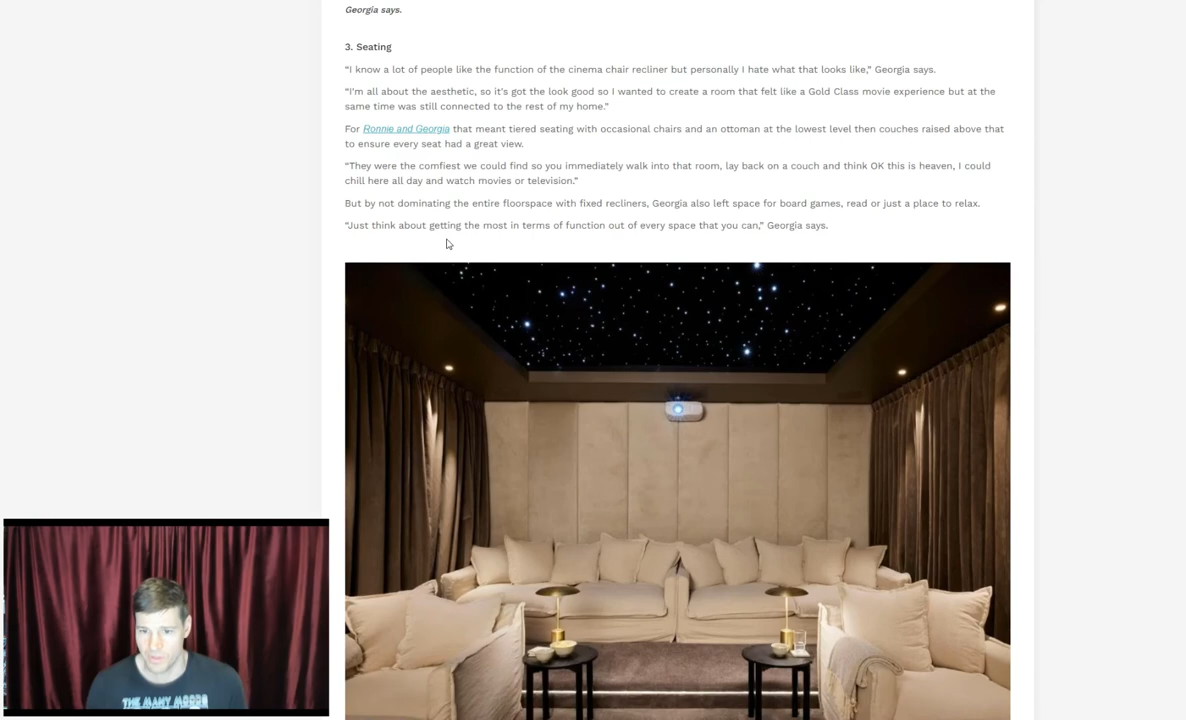 Georgia says.
3. Seating
“I know a lot of people like the function of the cinema chair recliner but personally I hate what that looks like,” Georgia says.
“I'm all about the aesthetic, so it's got the look good so I wanted to create a room that felt like a Gold Class movie experience but at the
same time was still connected to the rest of my home.”
For Ronnie and Georgia that meant tiered seating with occasional chairs and an ottoman at the lowest level then couches raised above that
to ensure every seat had a great view.
“They were the comfiest we could find so you immediately walk into that room, lay back on a couch and think OK this is heaven, I could
chill here all day and watch movies or television.”
But by not dominating the entire floorspace with fixed recliners, Georgia also left space for board games, read or just a place to relax.
“Just think about getting the most in terms of function out of every space that you can,” Georgia says.
THE MANY MOODS